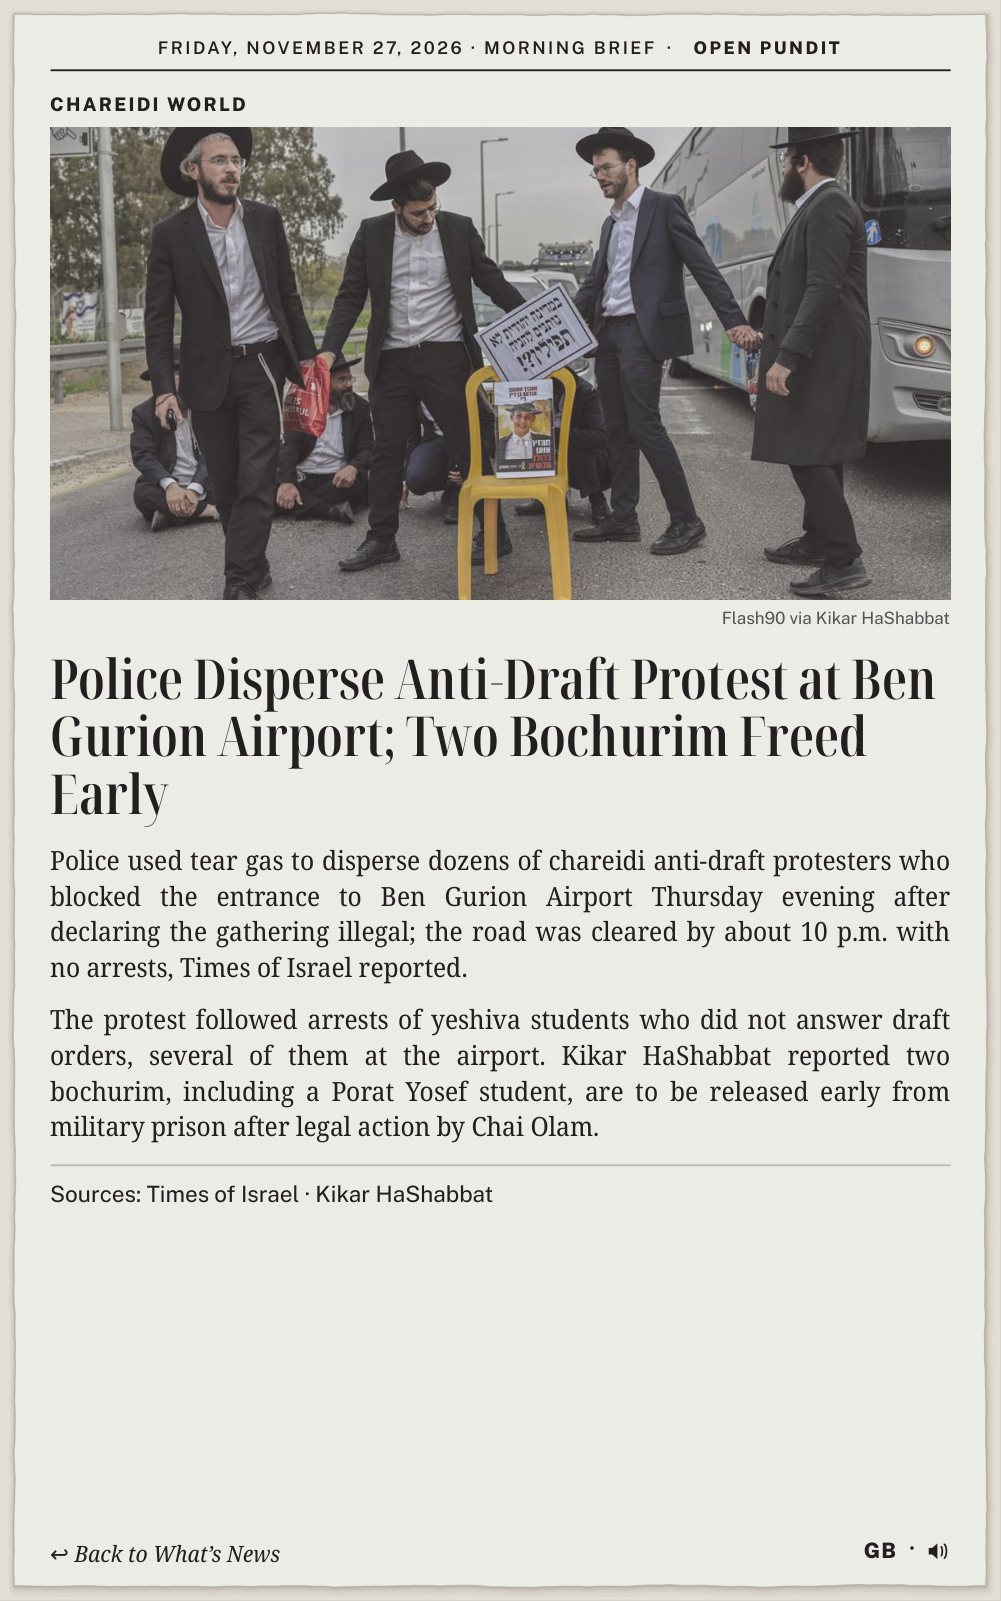 FRIDAY, NOVEMBER 27, 2026 · MORNING BRIEF · OPEN PUNDIT
CHAREIDI WORLD
במדינת יהודים לא
תפילין?!
Flash90 via Kikar HaShabbat
Police Disperse Anti-Draft Protest at Ben
Gurion Airport; Two Bochurim Freed
Early
Police used tear gas to disperse dozens of chareidi anti-draft protesters who
blocked the entrance to Ben Gurion Airport Thursday evening after
declaring the gathering illegal; the road was cleared by about 10 p.m. with
no arrests, Times of Israel reported.
The protest followed arrests of yeshiva students who did not answer draft
orders, several of them at the airport. Kikar HaShabbat reported two
bochurim, including a Porat Yosef student, are to be released early from
military prison after legal action by Chai Olam.
Sources: Times of Israel · Kikar HaShabbat
↩ Back to What’s News
GB ·